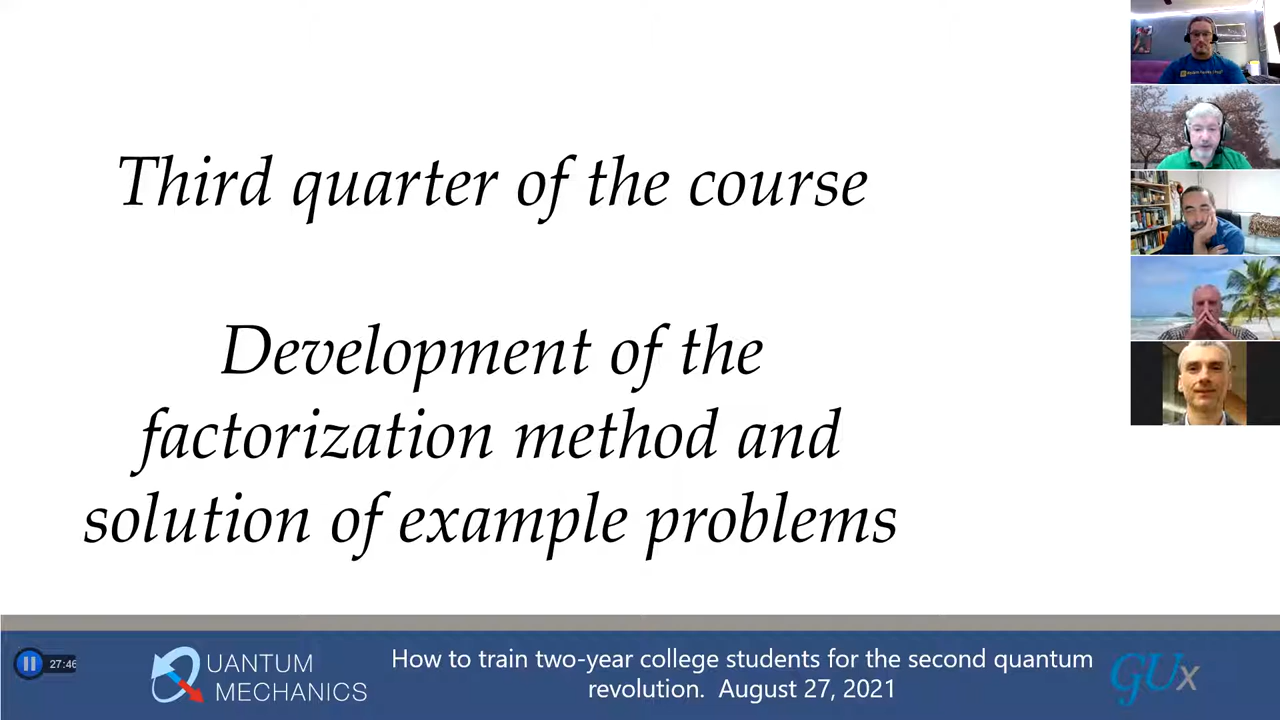 Third quarter of the course
Development of the
factorization method and
solution of example problems
27:46
QUANTUM
MECHANICS
How to train two-year college students for the second quantum
revolution. August 27, 2021
GUx